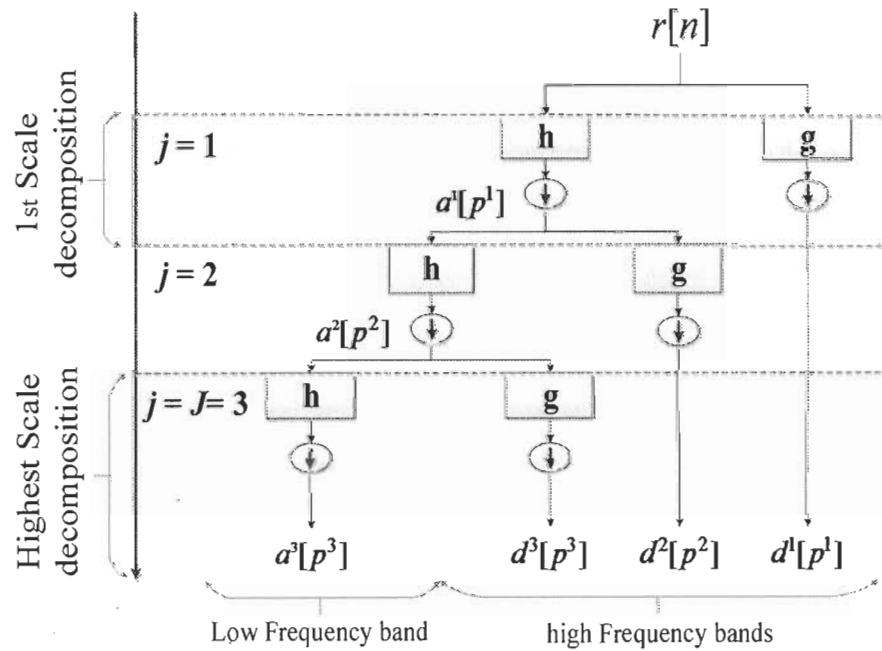 r[n]
1st Scale
decomposition
j = 1
h
g
a¹[p¹]
j = 2
h
g
a²[p²]
Highest Scale
decomposition
j = J= 3
h
g
a³[p³]
d³[p³]
d²[p²]
d¹[p¹]
Low Frequency band
high Frequency bands